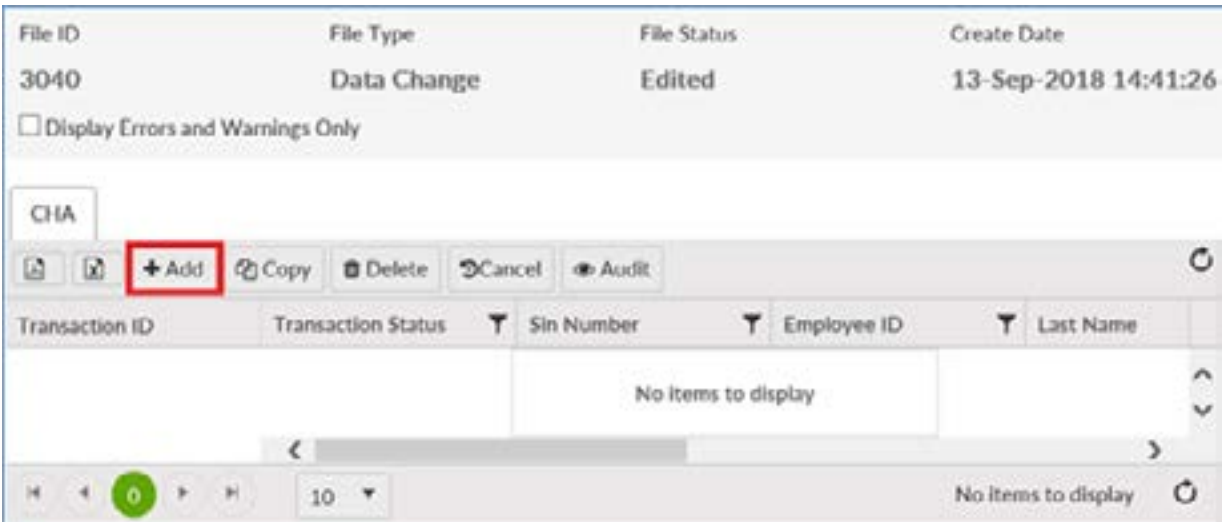 File ID File Type File Status Create Date
3040 Data Change Edited 13-Sep-2018 14:41:26
Display Errors and Warnings Only
CHA
Add Copy Delete Cancel Audit
Transaction ID Transaction Status Sin Number Employee ID Last Name
No items to display
0 10 No items to display